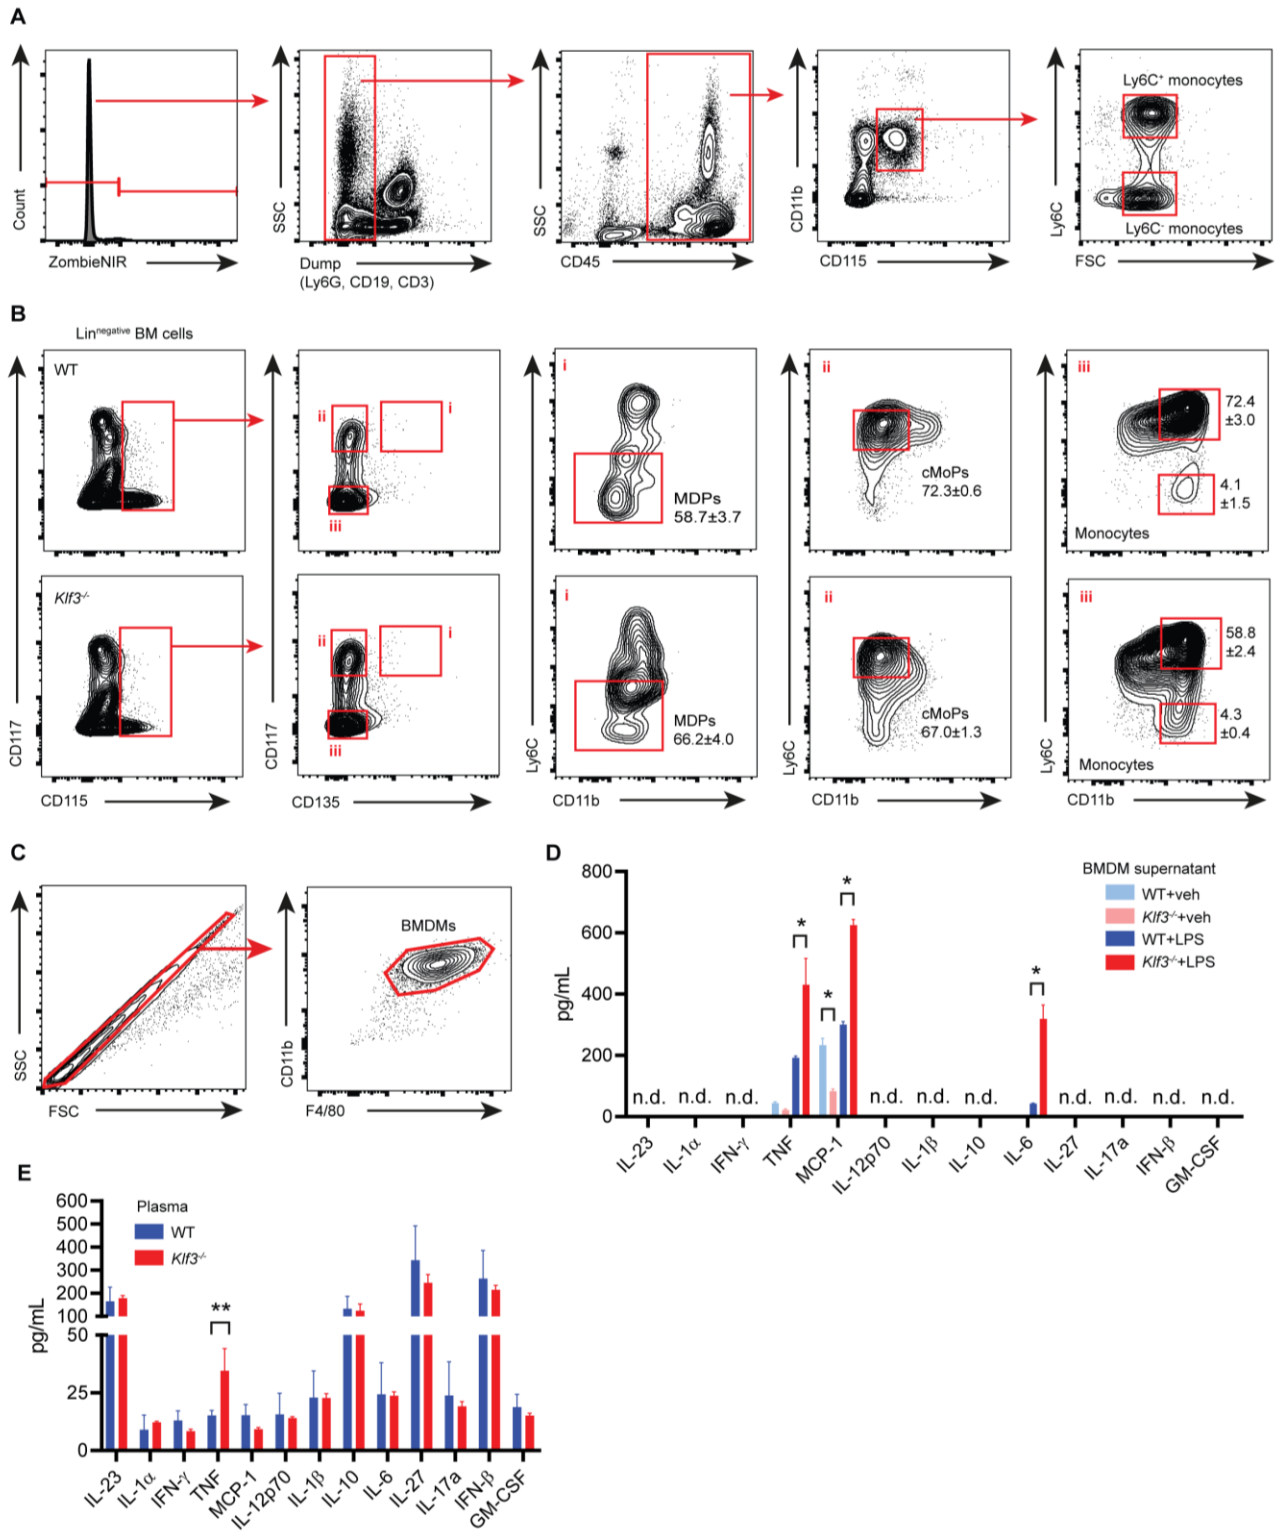 A
Count
ZombieNIR
SSC
Dump
(Ly6G, CD19, CD3)
SSC
CD45
CD11b
CD115
Ly6C
Ly6C⁺ monocytes
Ly6C⁻ monocytes
FSC
B
Lin^negative BM cells
WT
ii
i
iii
i
MDPs
58.7±3.7
ii
cMoPs
72.3±0.6
iii
72.4
±3.0
4.1
±1.5
Monocytes
Klf3⁻/⁻
ii
i
iii
i
MDPs
66.2±4.0
ii
cMoPs
67.0±1.3
iii
58.8
±2.4
4.3
±0.4
Monocytes
CD117
CD115
CD117
CD135
Ly6C
CD11b
Ly6C
CD11b
Ly6C
CD11b
C
SSC
FSC
BMDMs
CD11b
F4/80
D
BMDM supernatant
WT+veh
Klf3⁻/⁻+veh
WT+LPS
Klf3⁻/⁻+LPS
pg/mL
800
600
400
200
0
* * * *
n.d. n.d. n.d. n.d. n.d. n.d. n.d. n.d. n.d. n.d.
IL-23 IL-1α IFN-γ TNF MCP-1 IL-12p70 IL-1β IL-10 IL-6 IL-27 IL-17a IFN-β GM-CSF
E
Plasma
WT
Klf3⁻/⁻
pg/mL
600
500
400
300
200
100
50
25
0
**
IL-23 IL-1α IFN-γ TNF MCP-1 IL-12p70 IL-1β IL-10 IL-6 IL-27 IL-17a IFN-β GM-CSF